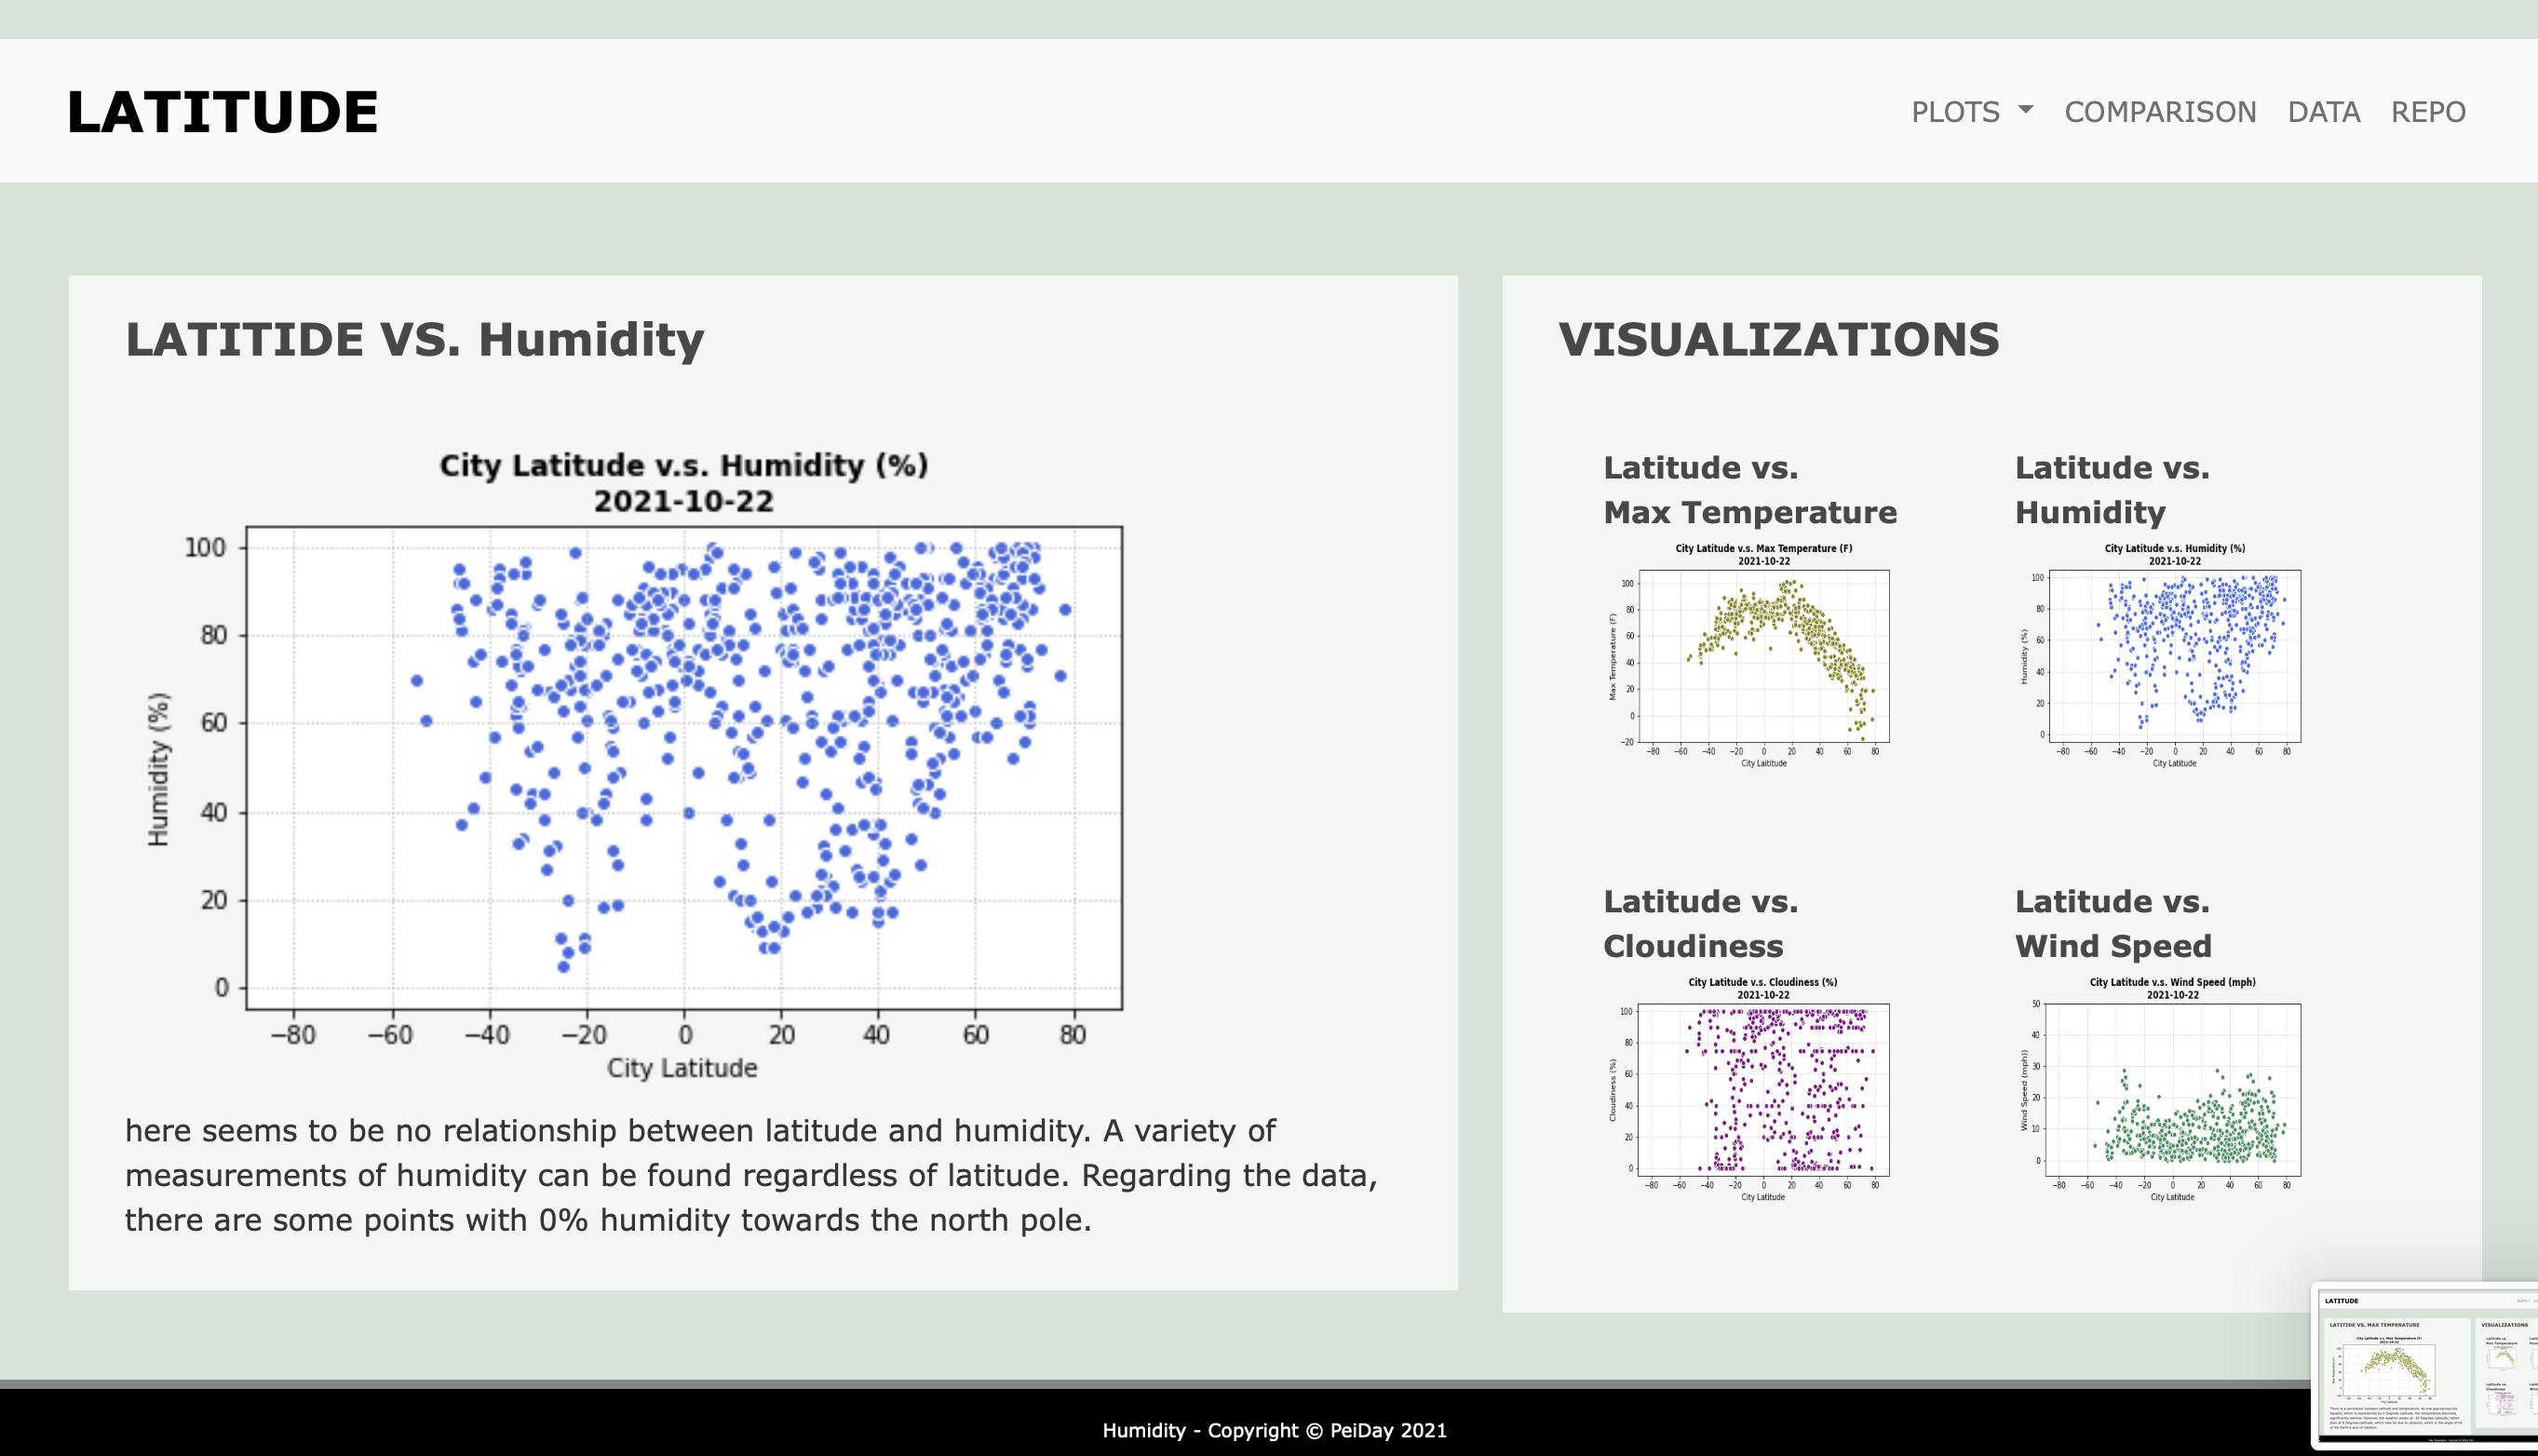 LATITUDE
PLOTS COMPARISON DATA REPO
LATITIDE VS. Humidity
City Latitude v.s. Humidity (%)
2021-10-22
100
80
60
40
20
0
Humidity (%)
−80 −60 −40 −20 0 20 40 60 80
City Latitude
here seems to be no relationship between latitude and humidity. A variety of
measurements of humidity can be found regardless of latitude. Regarding the data,
there are some points with 0% humidity towards the north pole.
VISUALIZATIONS
Latitude vs.
Max Temperature
City Latitude v.s. Max Temperature (F)
2021-10-22
100
80
60
40
20
0
−20
Max Temperature (F)
−80 −60 −40 −20 0 20 40 60 80
City Laititude
Latitude vs.
Humidity
City Latitude v.s. Humidity (%)
2021-10-22
100
80
60
40
20
0
Humidity (%)
−80 −60 −40 −20 0 20 40 60 80
City Latitude
Latitude vs.
Cloudiness
City Latitude v.s. Cloudiness (%)
2021-10-22
100
80
60
40
20
0
Cloudiness (%)
−80 −60 −40 −20 0 20 40 60 80
City Latitude
Latitude vs.
Wind Speed
City Latitude v.s. Wind Speed (mph)
2021-10-22
50
40
30
20
10
0
Wind Speed (mph))
−80 −60 −40 −20 0 20 40 60 80
City Latitude
LATITUDE
LATITIDE VS. MAX TEMPERATURE
VISUALIZATIONS
Humidity - Copyright © PeiDay 2021